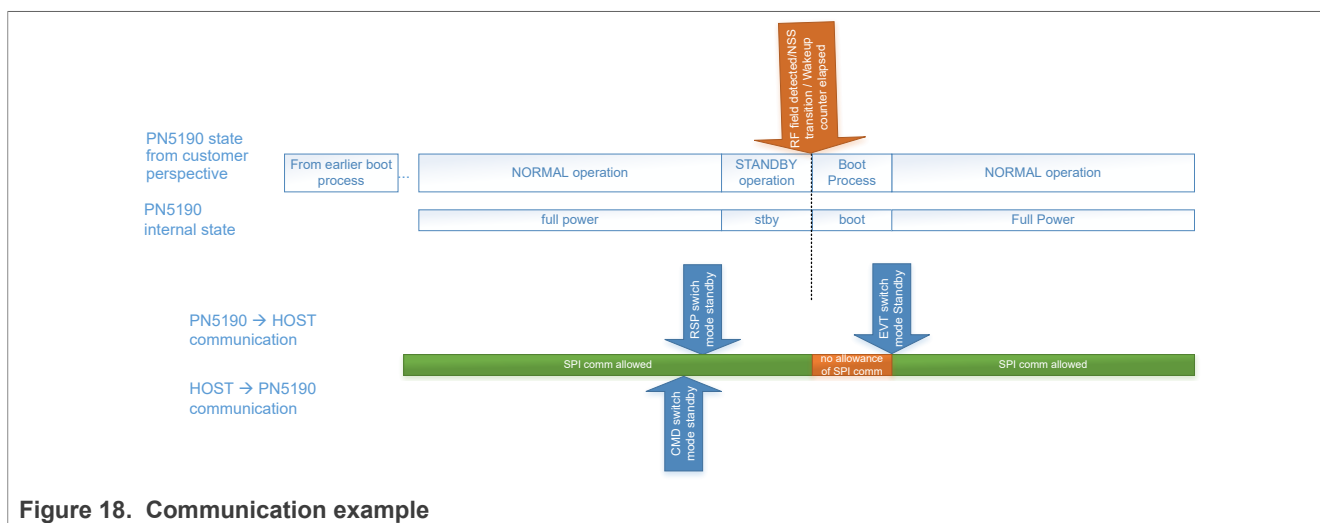 RF field detected/NSS
transition / Wakeup
counter elapsed
PN5190 state
from customer
perspective
From earlier boot
process
...
NORMAL operation
STANDBY
operation
Boot
Process
NORMAL operation
PN5190
internal state
full power
stby
boot
Full Power
RSP swich
mode standby
EVT switch
mode Standby
PN5190 → HOST
communication
SPI comm allowed
no allowance
of SPI comm
SPI comm allowed
HOST → PN5190
communication
CMD switch
mode standby
Figure 18. Communication example